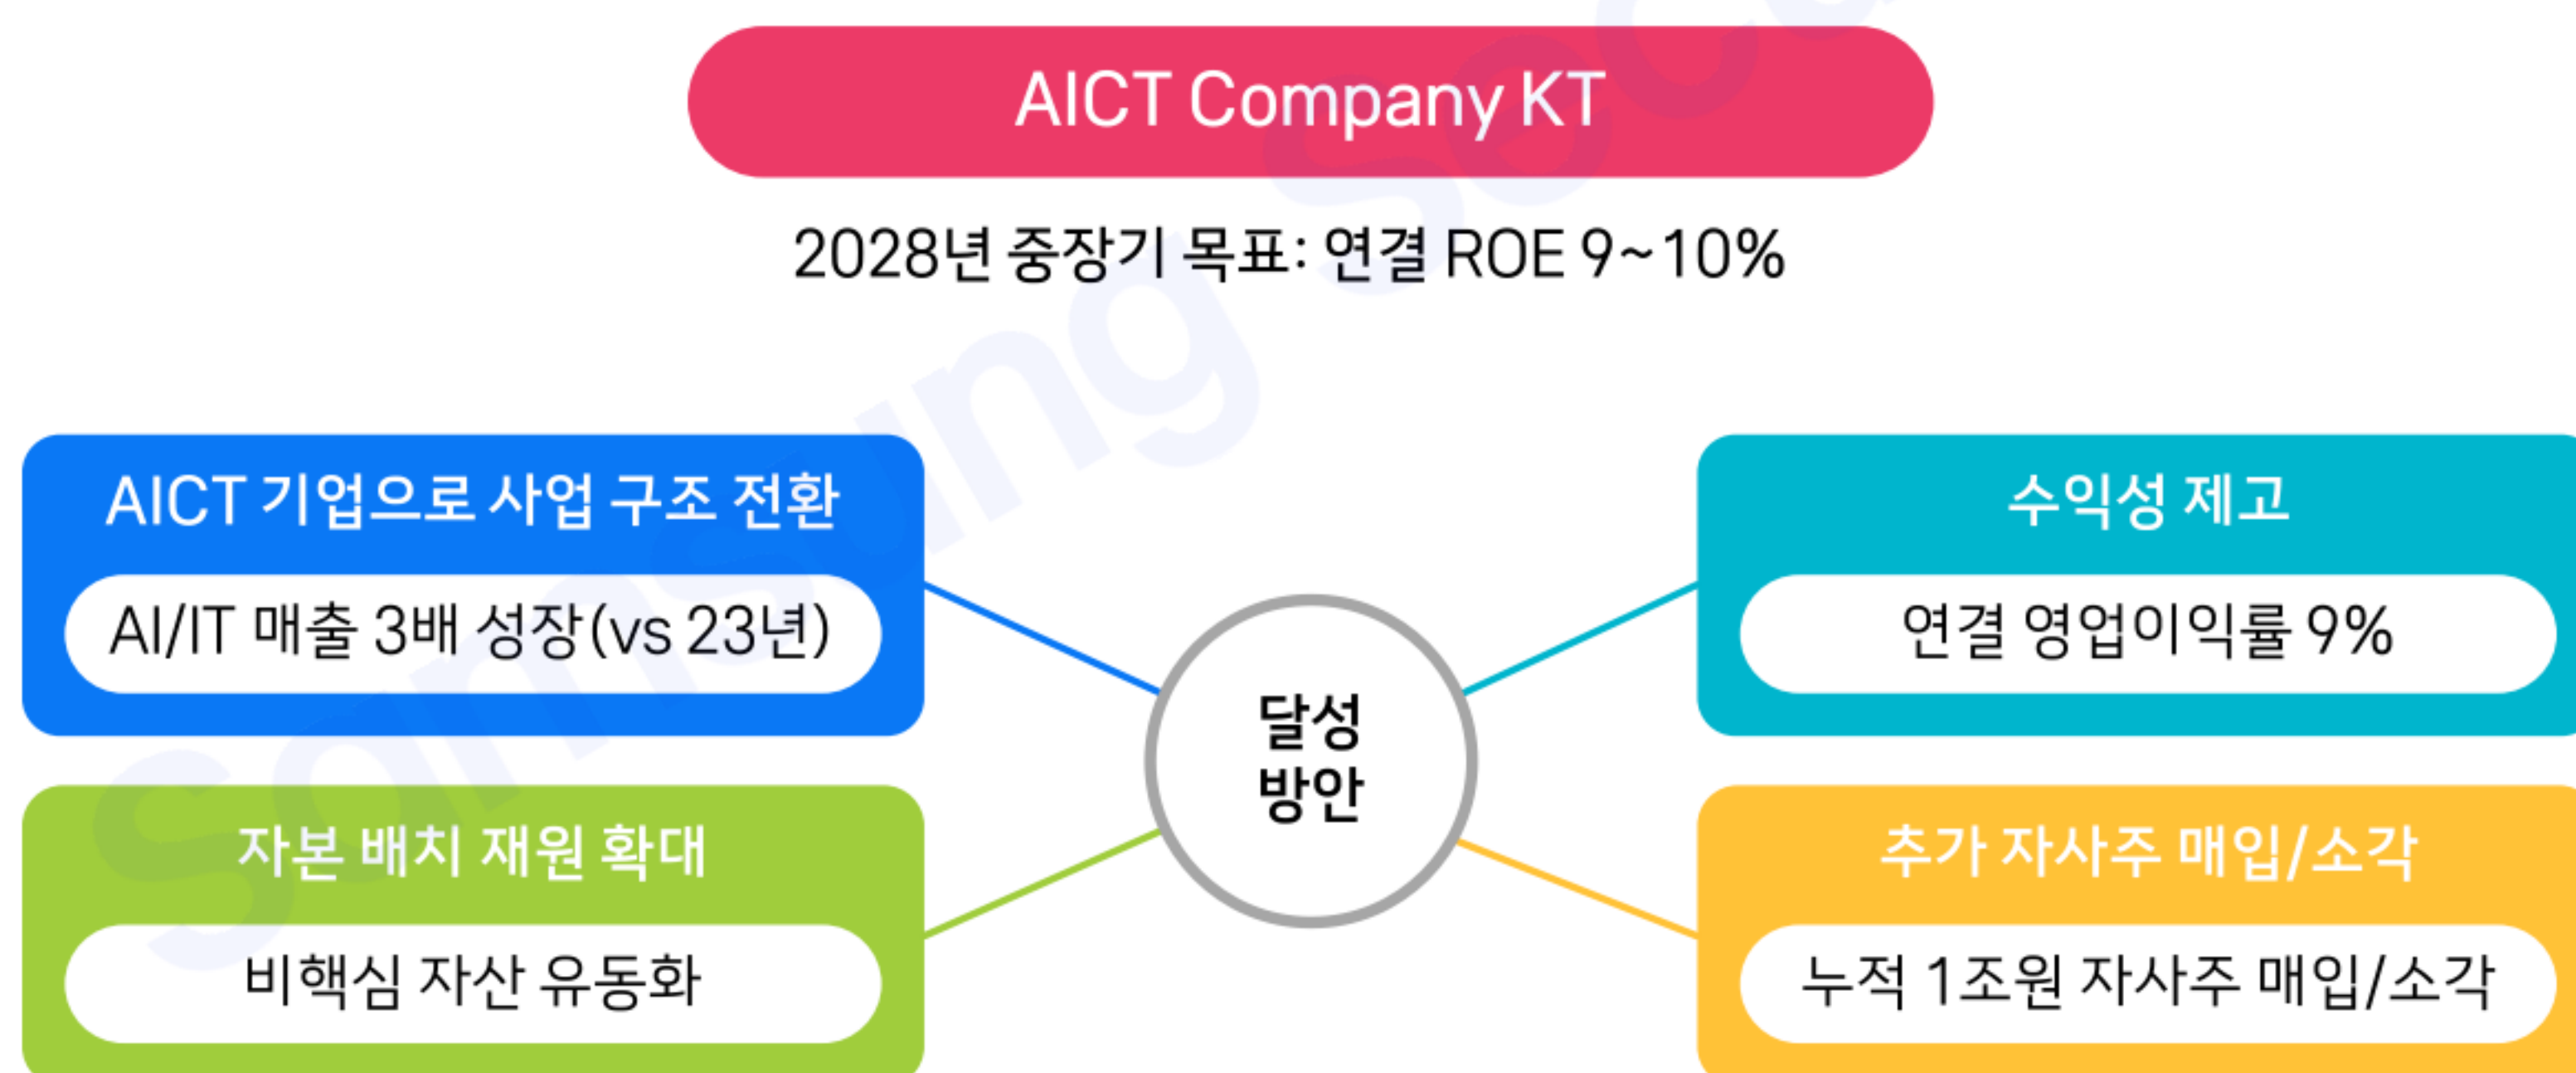 AICT Company KT
2028년 중장기 목표: 연결 ROE 9~10%
AICT 기업으로 사업 구조 전환
AI/IT 매출 3배 성장(vs 23년)
수익성 제고
연결 영업이익률 9%
달성
방안
자본 배치 재원 확대
비핵심 자산 유동화
추가 자사주 매입/소각
누적 1조원 자사주 매입/소각
Samsung Secu